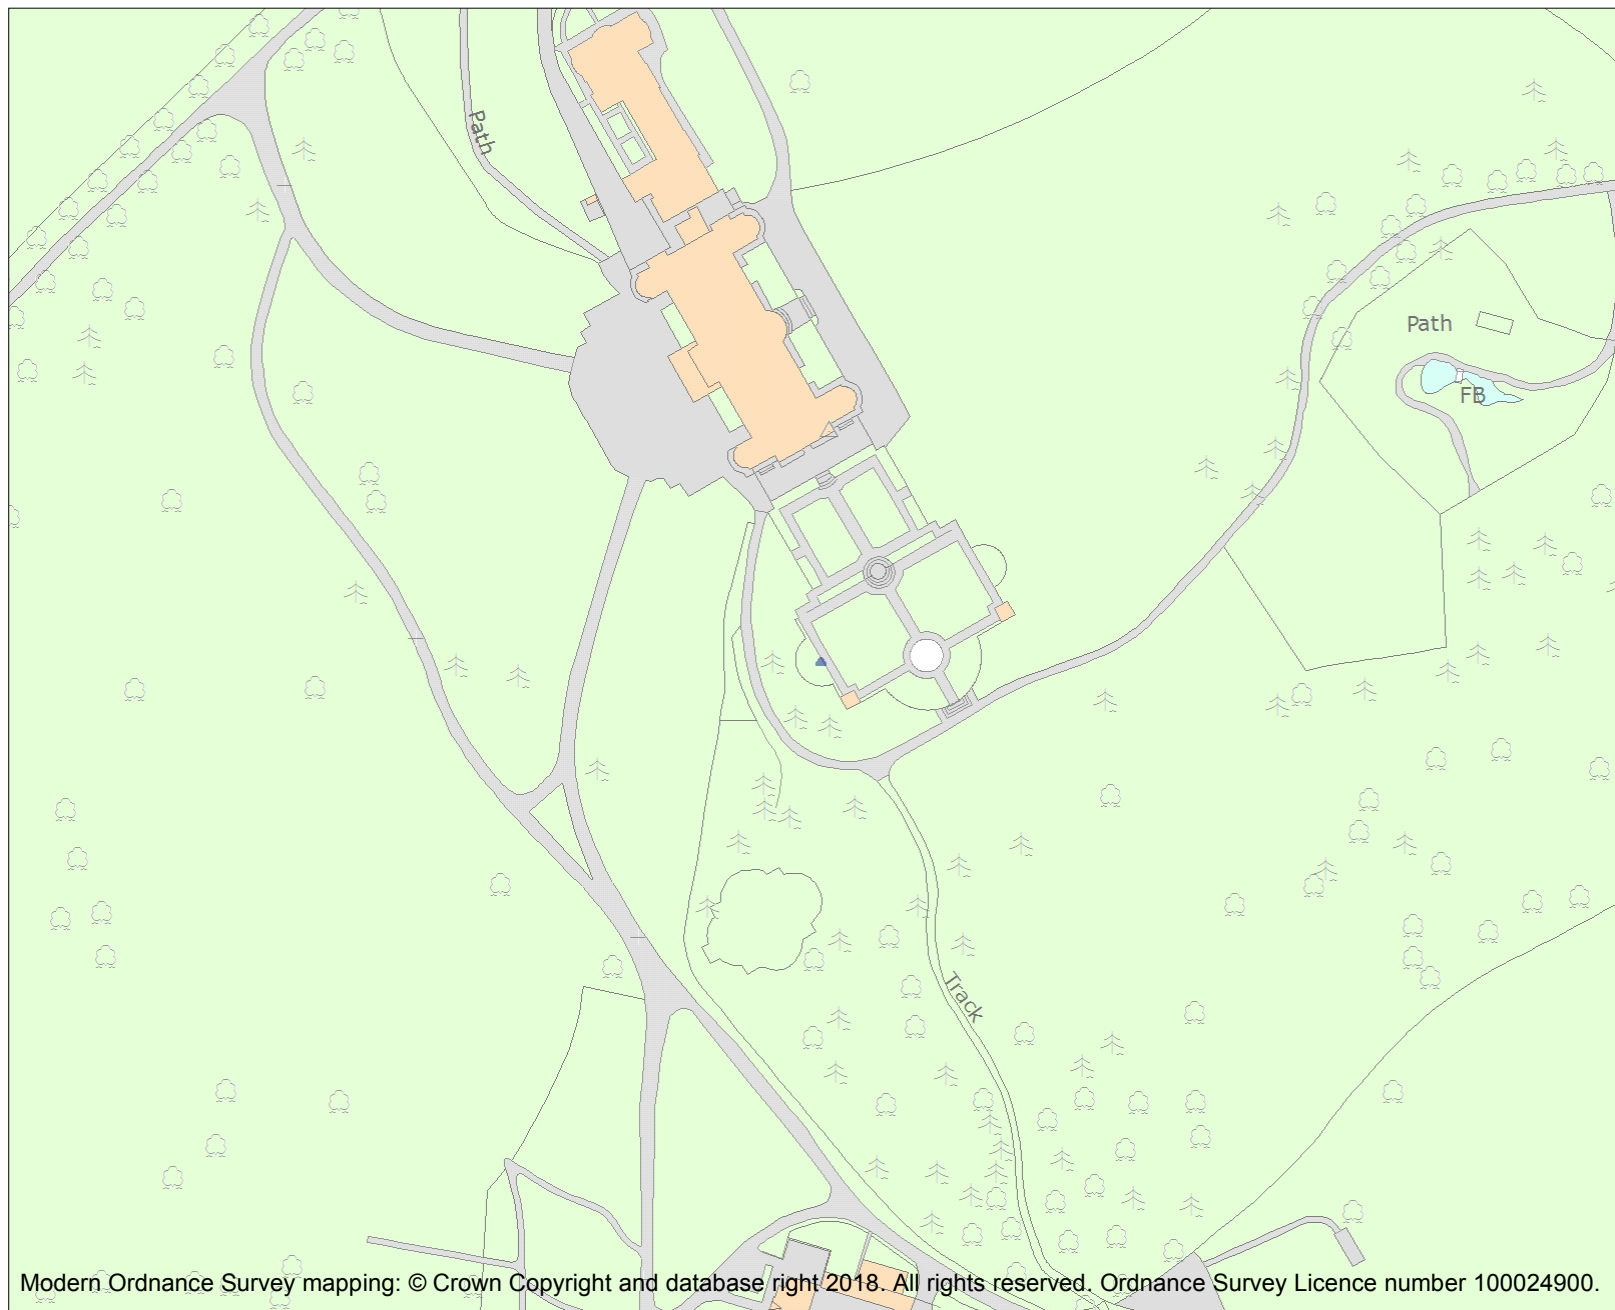 Path
Path
FB
Track
Modern Ordnance Survey mapping: © Crown Copyright and database right 2018. All rights reserved. Ordnance Survey Licence number 100024900.